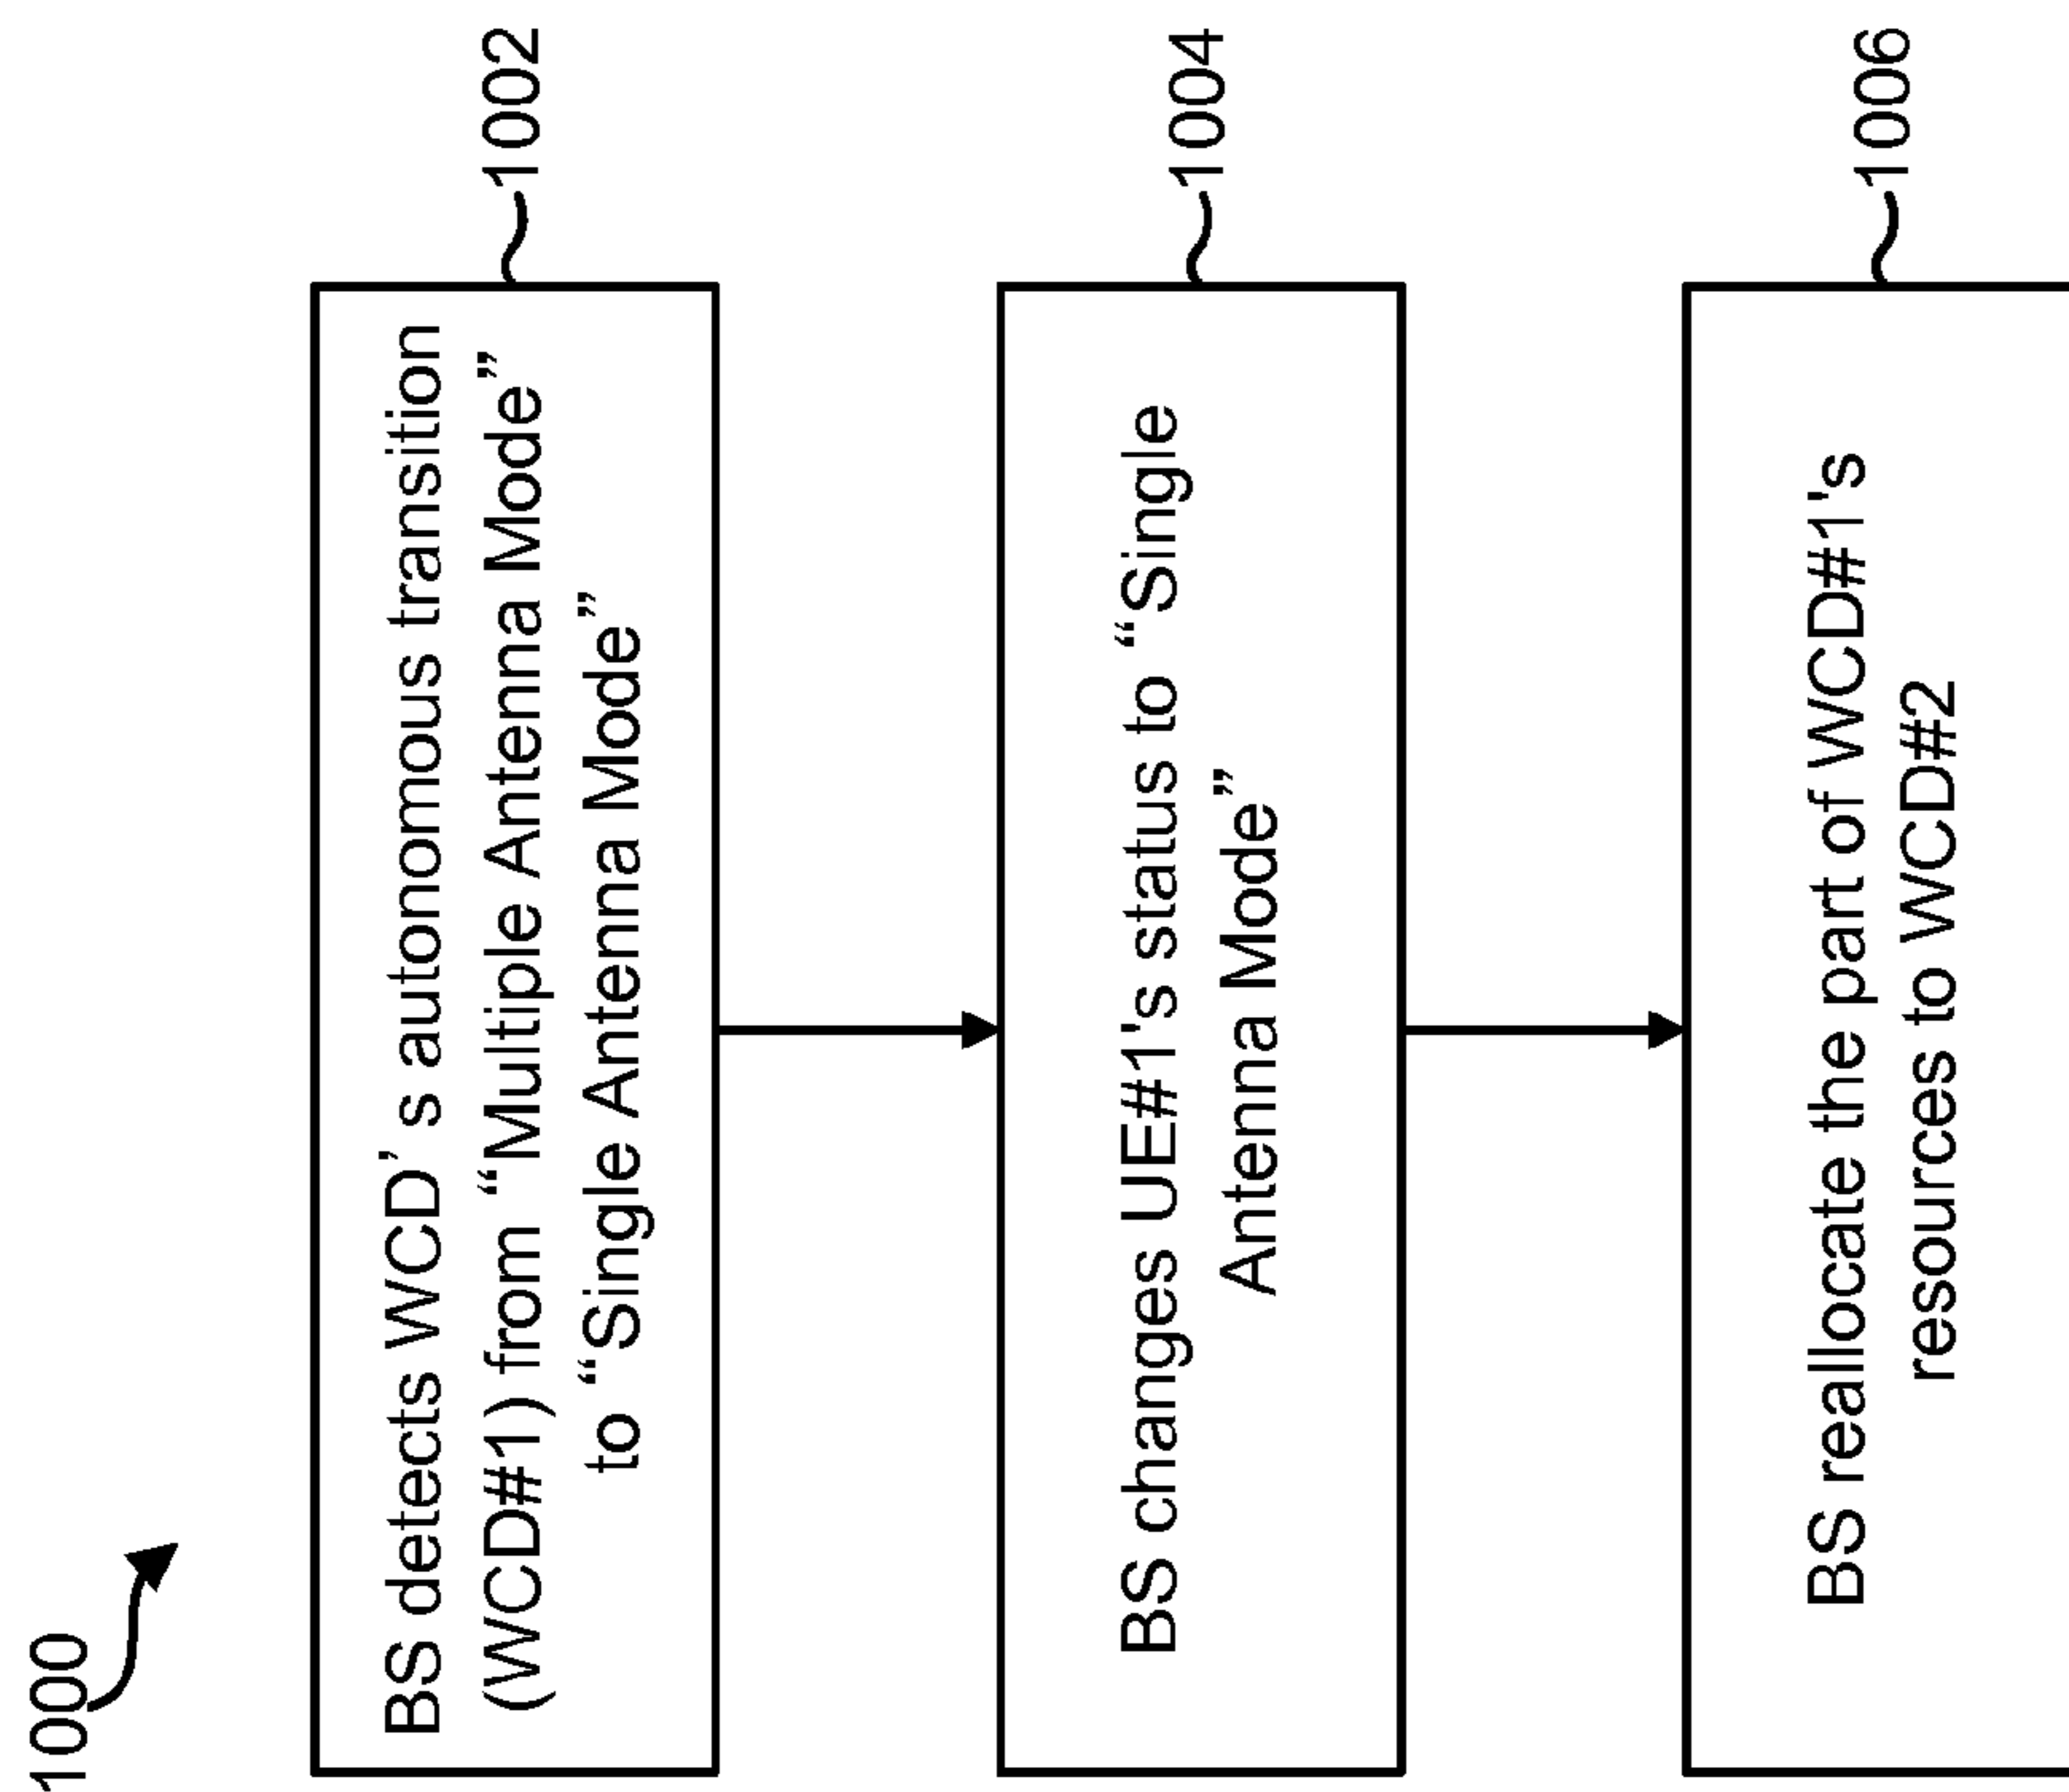 1000
BS detects WCD’ s autonomous transition
(WCD#1) from “Multiple Antenna Mode”
to “Single Antenna Mode”
1002
BS changes UE#1's status to “Single
Antenna Mode”
1004
BS reallocate the part of WCD#1's
resources to WCD#2
1006